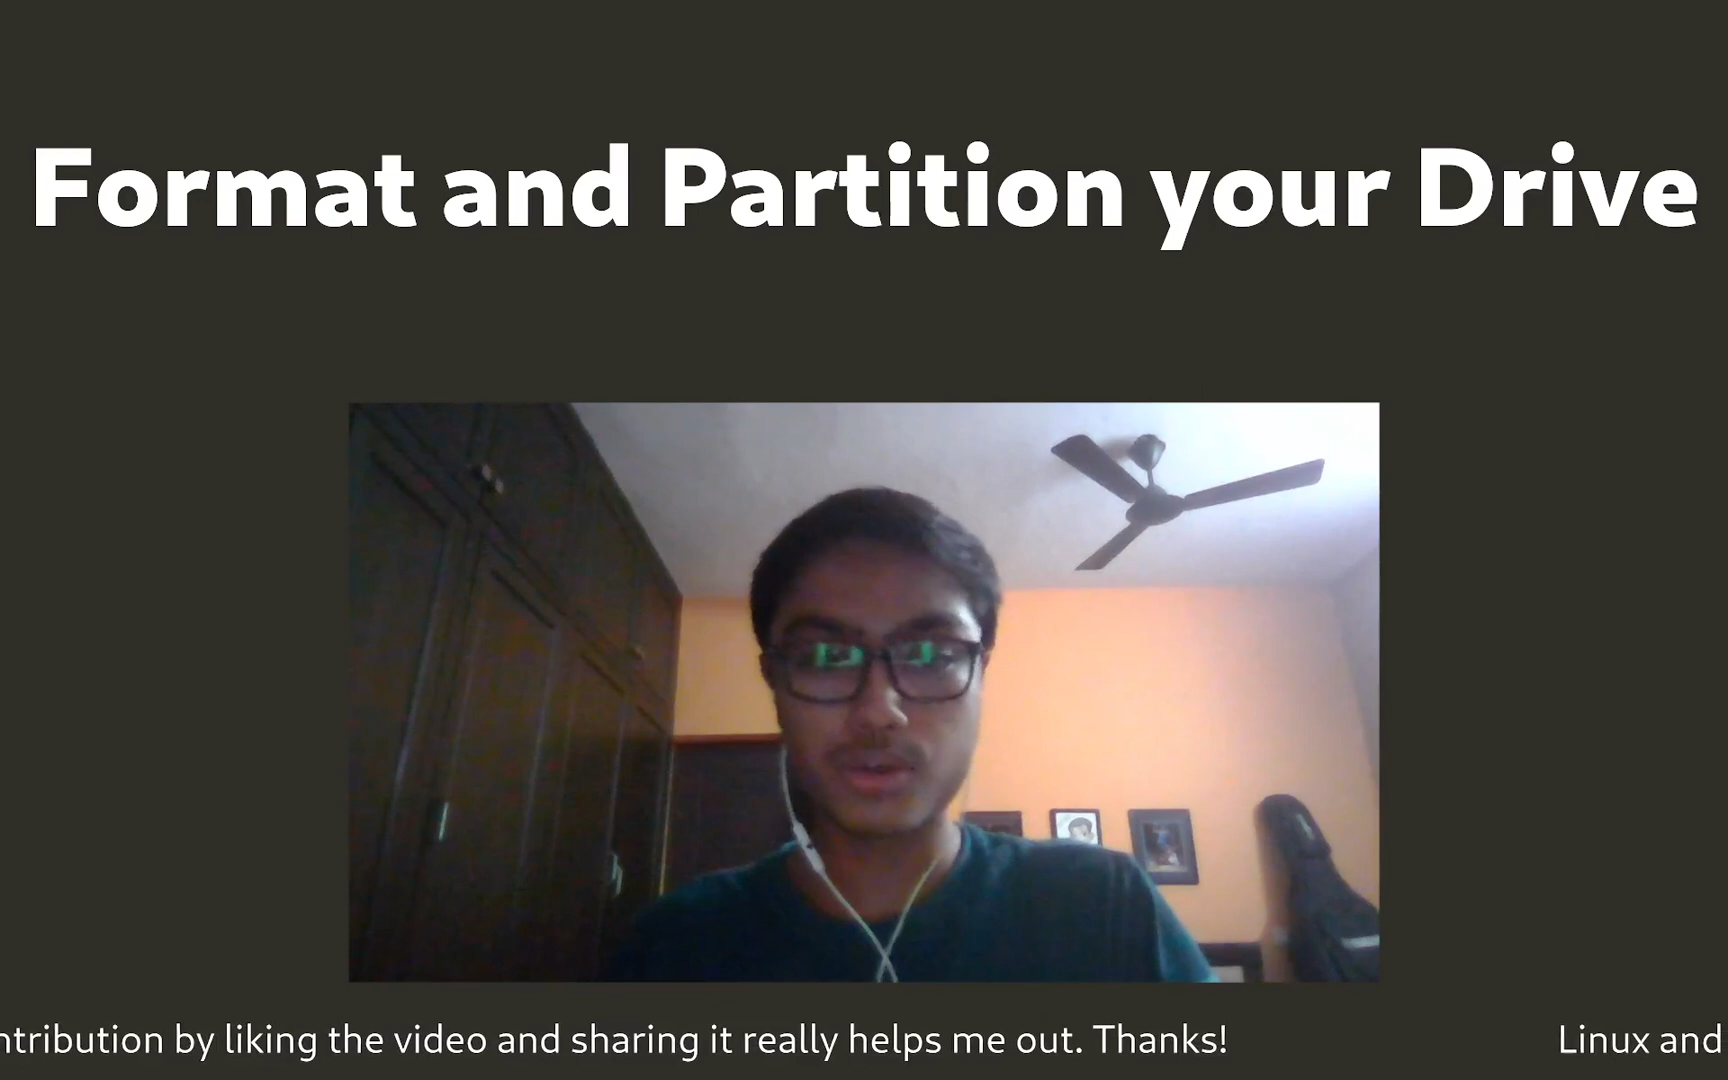 Format and Partition your Drive
ntribution by liking the video and sharing it really helps me out. Thanks! Linux and